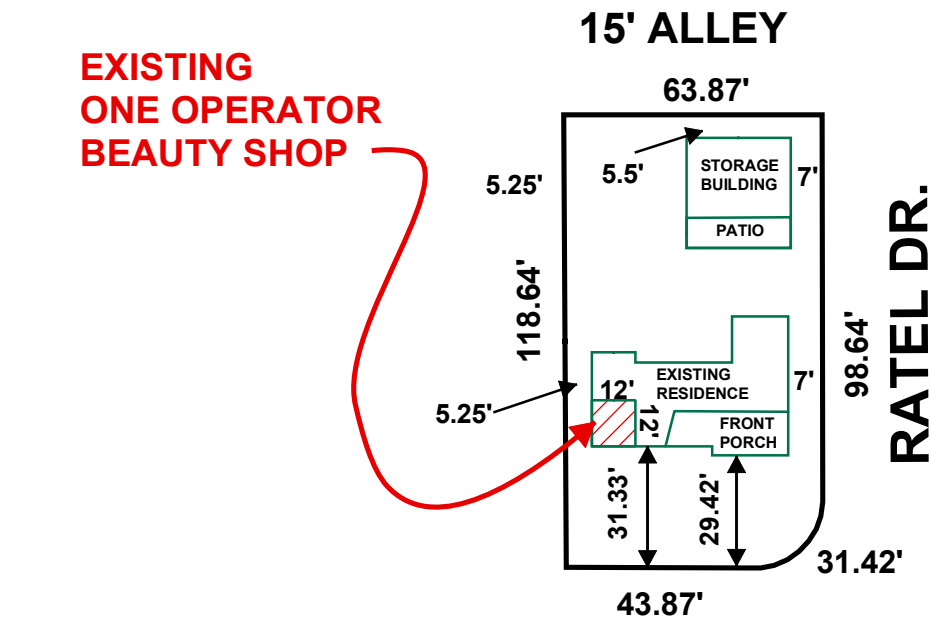 15' ALLEY
63.87'
EXISTING
ONE OPERATOR
BEAUTY SHOP
5.25'
5.5'
STORAGE
BUILDING
7'
PATIO
118.64'
RATEL DR.
98.64'
EXISTING
RESIDENCE
7'
12'
12'
5.25'
FRONT
PORCH
31.33'
29.42'
31.42'
43.87'